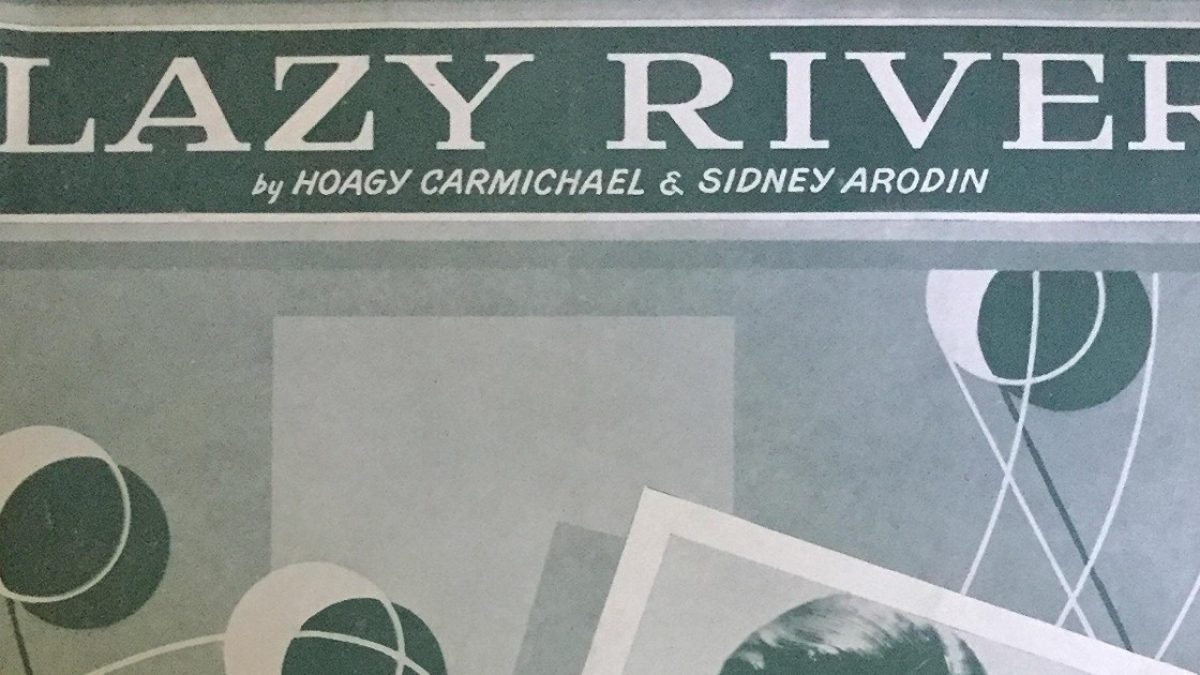 LAZY RIVER
by HOAGY CARMICHAEL & SIDNEY ARODIN